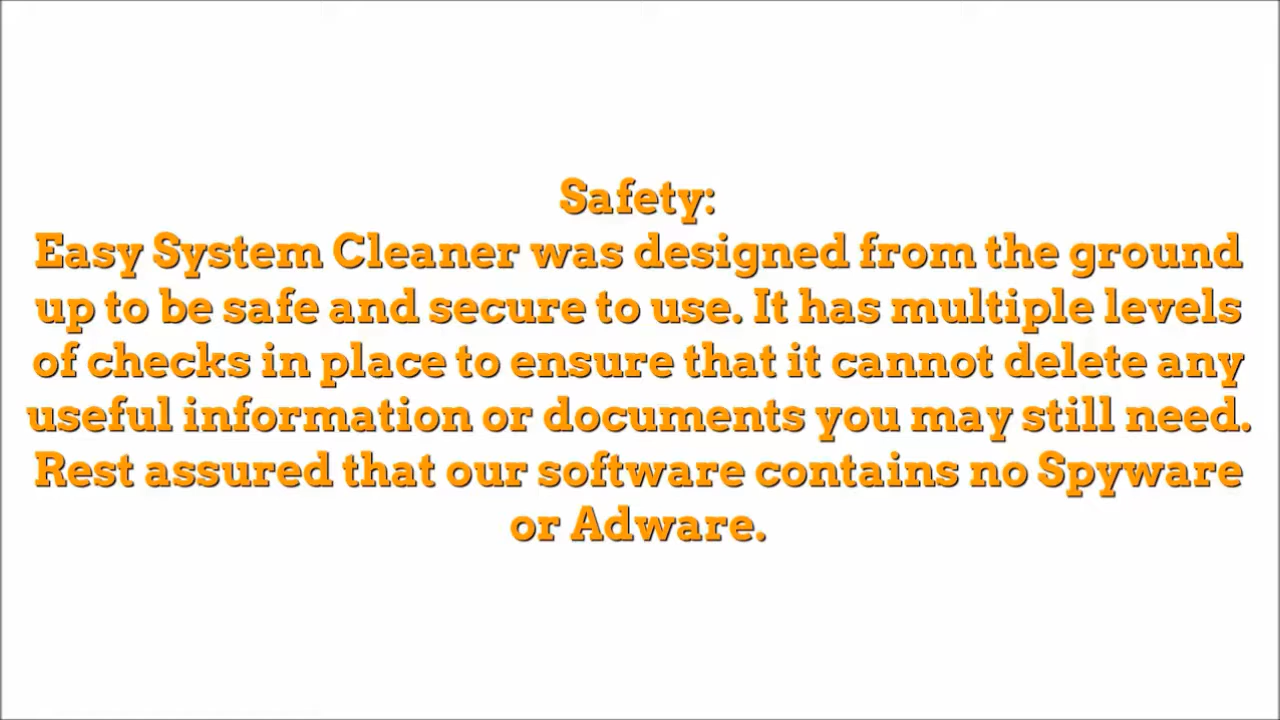 Safety:
Easy System Cleaner was designed from the ground
up to be safe and secure to use. It has multiple levels
of checks in place to ensure that it cannot delete any
useful information or documents you may still need.
Rest assured that our software contains no Spyware
or Adware.